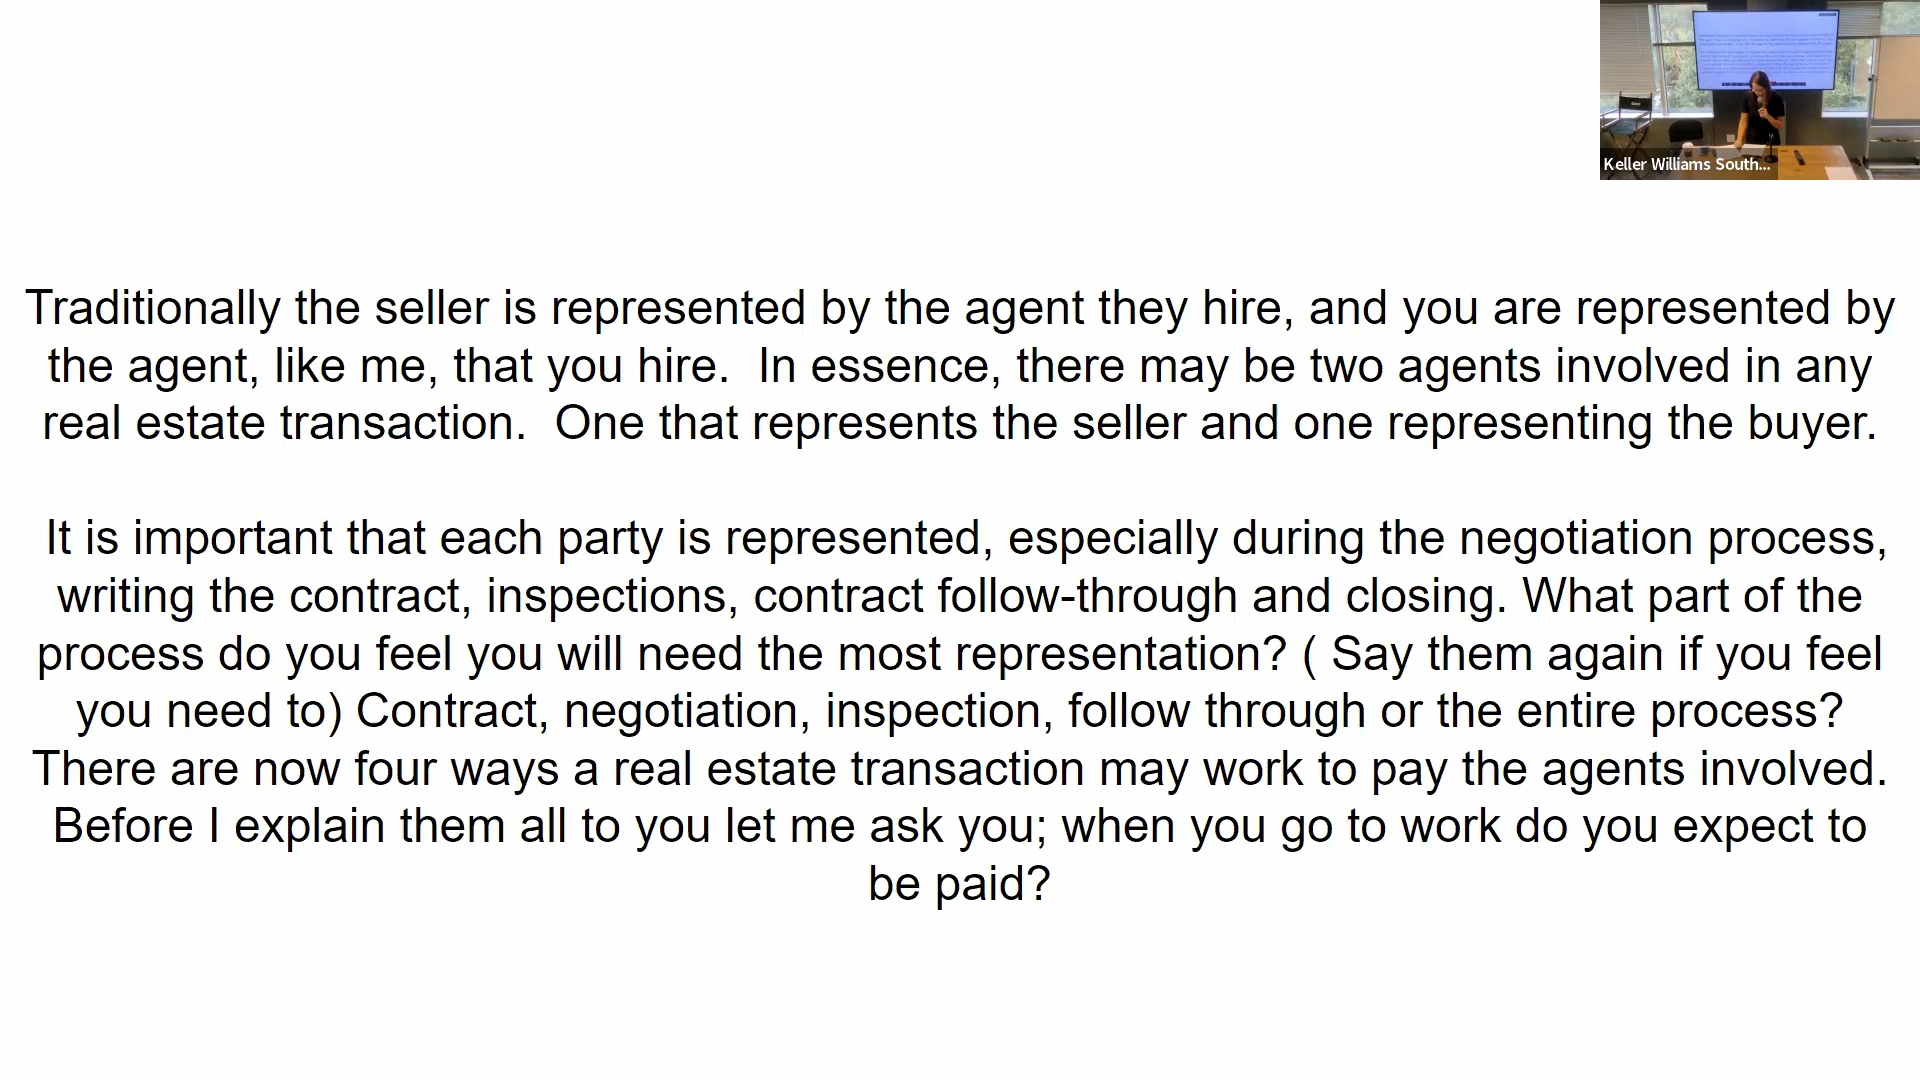 Keller Williams South...
Traditionally the seller is represented by the agent they hire, and you are represented by
the agent, like me, that you hire.  In essence, there may be two agents involved in any
real estate transaction.  One that represents the seller and one representing the buyer.
It is important that each party is represented, especially during the negotiation process,
writing the contract, inspections, contract follow-through and closing. What part of the
process do you feel you will need the most representation? ( Say them again if you feel
you need to) Contract, negotiation, inspection, follow through or the entire process?
There are now four ways a real estate transaction may work to pay the agents involved.
Before I explain them all to you let me ask you; when you go to work do you expect to
be paid?